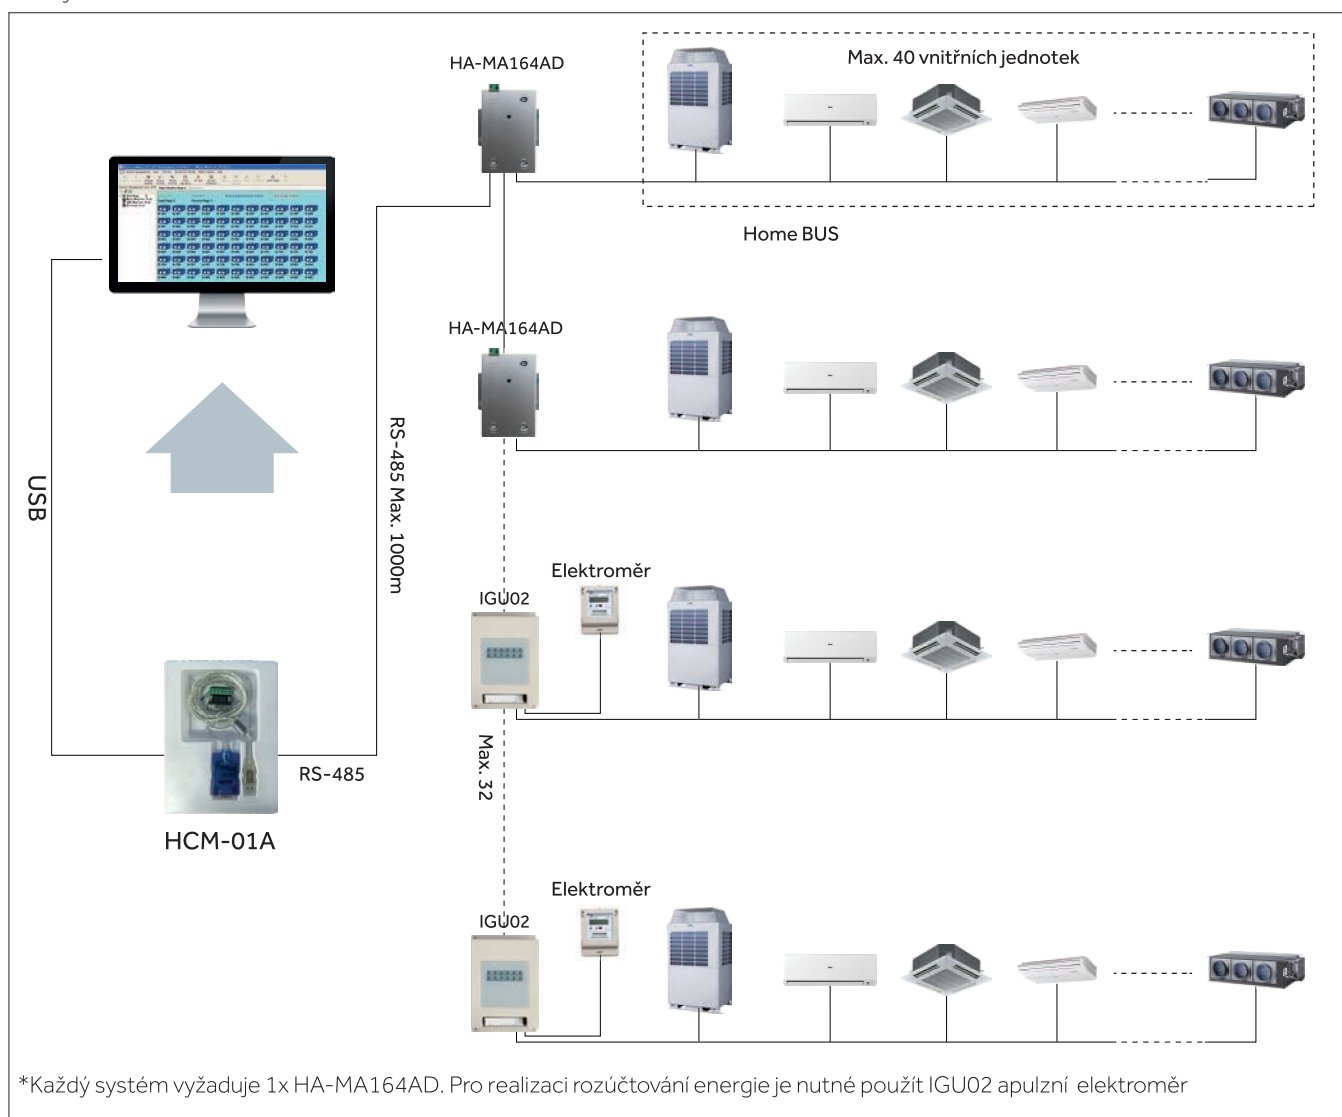 HA-MA164AD
Max. 40 vnitřních jednotek
Home BUS
HA-MA164AD
USB
RS-485 Max. 1000m
Elektroměr
IGU02
Max. 32
RS-485
HCM-01A
Elektroměr
IGU02
*Každý systém vyžaduje 1x HA-MA164AD. Pro realizaci rozúčtování energie je nutné použít IGU02 apulzní elektroměr